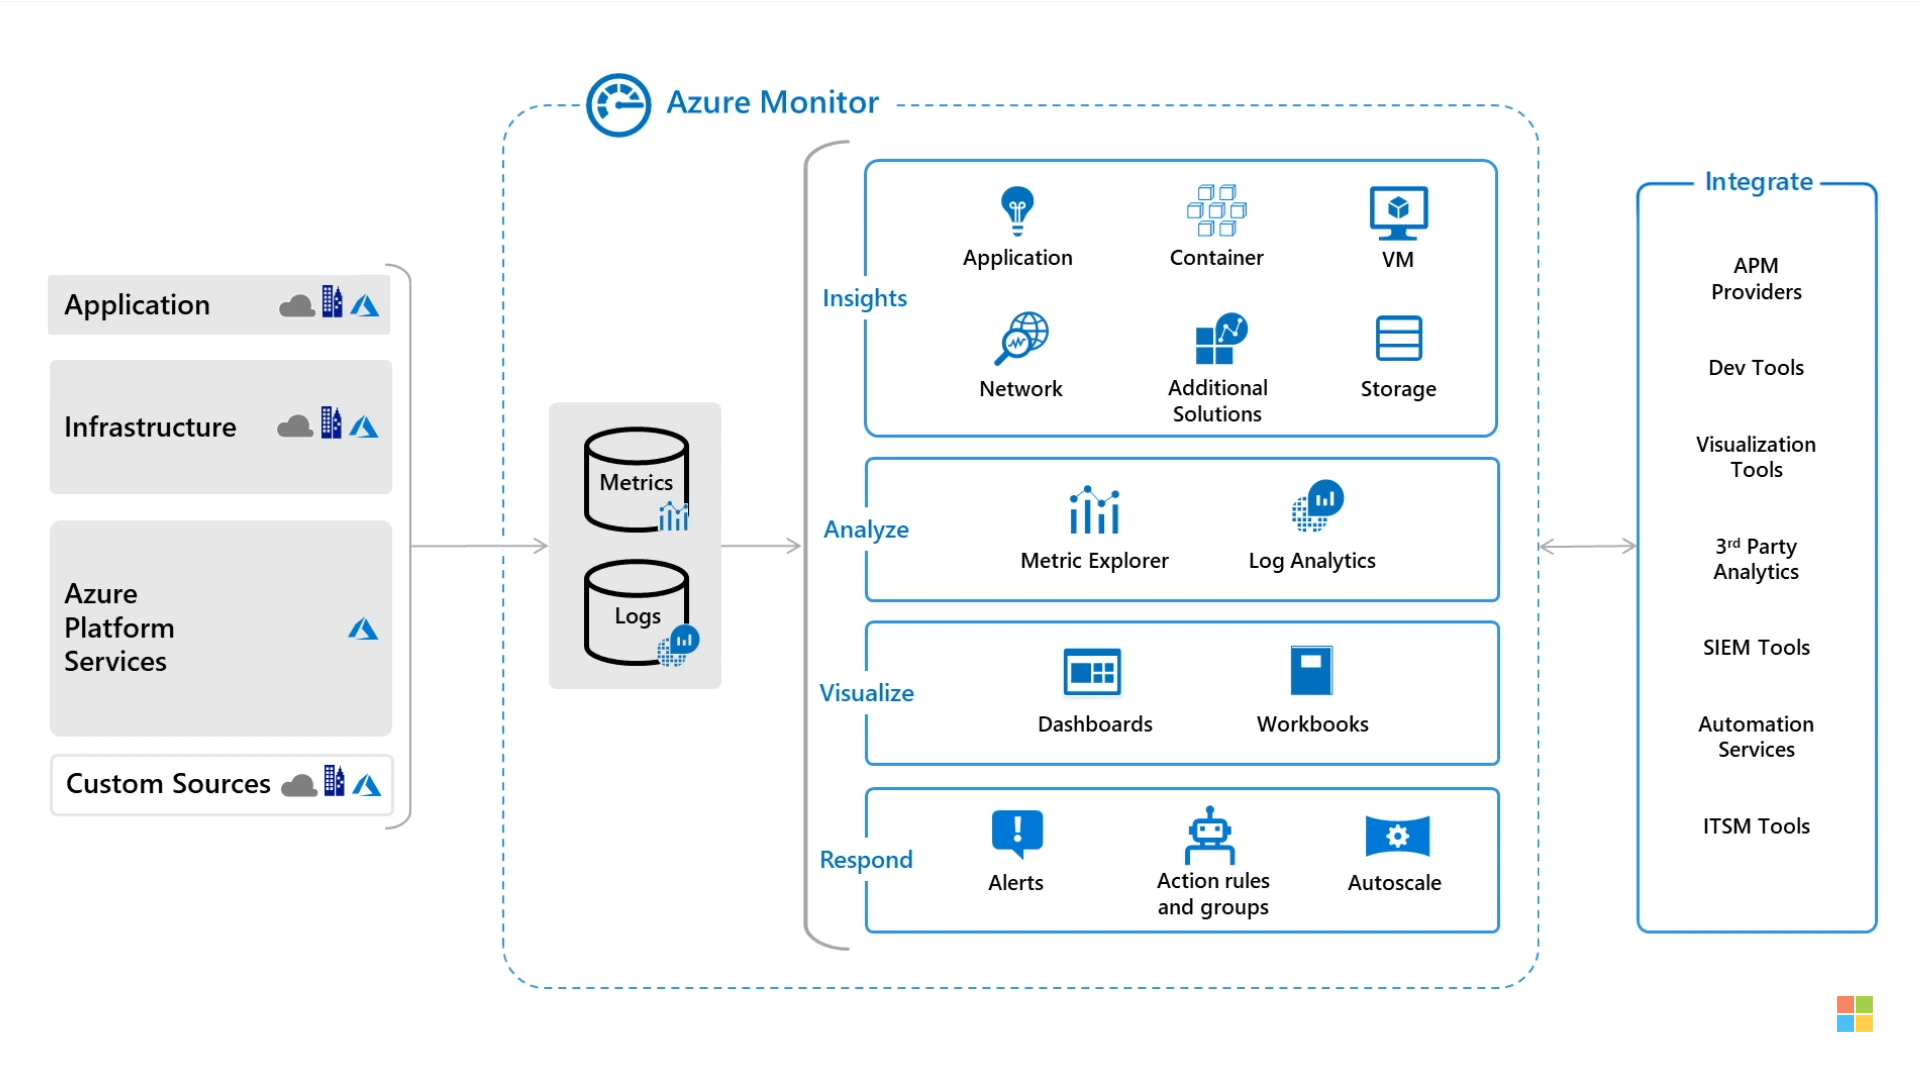 Azure Monitor
Application
Infrastructure
Azure
Platform
Services
Custom Sources
Metrics
Logs
Insights
Application
Container
VM
Network
Additional
Solutions
Storage
Analyze
Metric Explorer
Log Analytics
Visualize
Dashboards
Workbooks
Respond
Alerts
Action rules
and groups
Autoscale
Integrate
APM
Providers
Dev Tools
Visualization
Tools
3rd Party
Analytics
SIEM Tools
Automation
Services
ITSM Tools